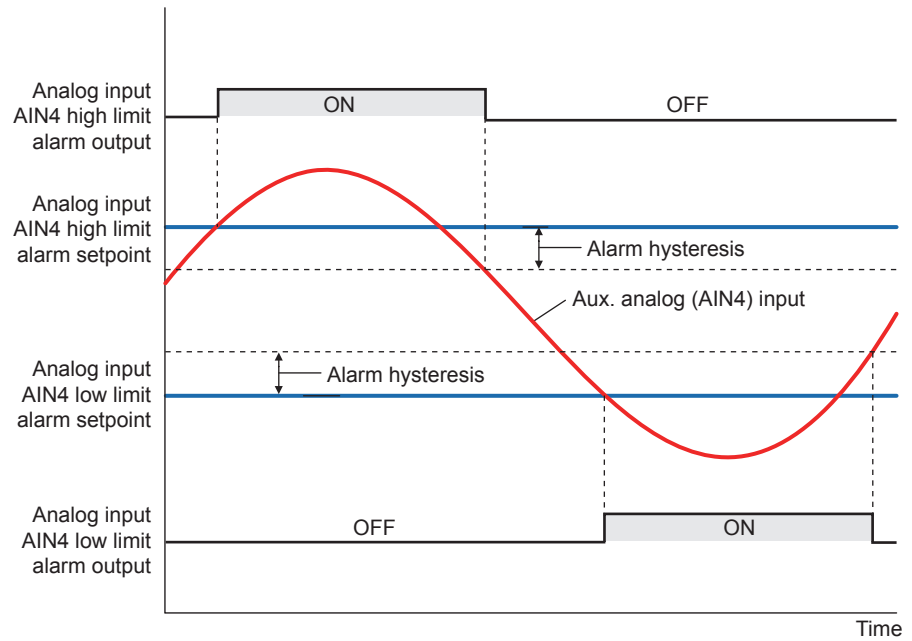 Analog input
AIN4 high limit
alarm output
ON
OFF
Analog input
AIN4 high limit
alarm setpoint
Alarm hysteresis
Aux. analog (AIN4) input
Analog input
AIN4 low limit
alarm setpoint
Alarm hysteresis
Analog input
AIN4 low limit
alarm output
OFF
ON
Time